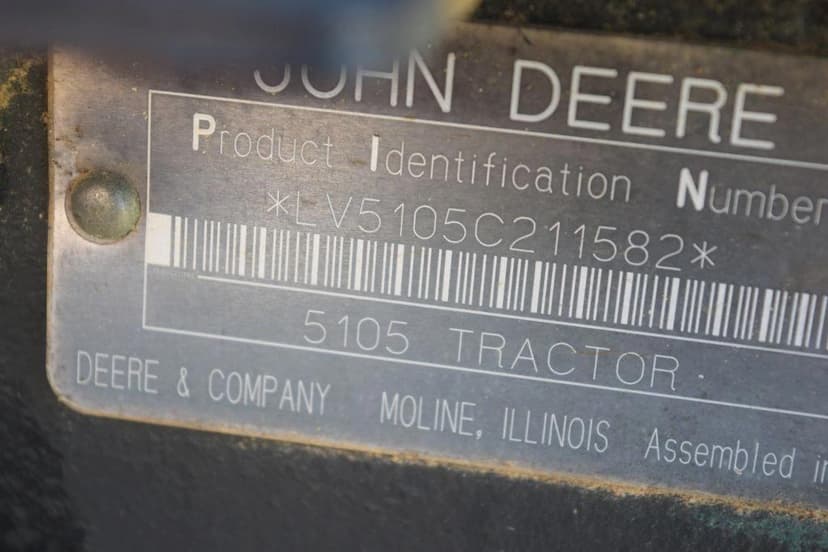 JOHN DEERE
Product Identification Number
*LV5105C211582*
5105 TRACTOR
DEERE & COMPANY MOLINE, ILLINOIS Assembled in